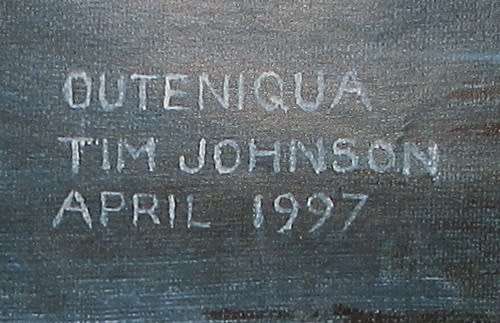 OUTENIQUA
TIM JOHNSON
APRIL 1997